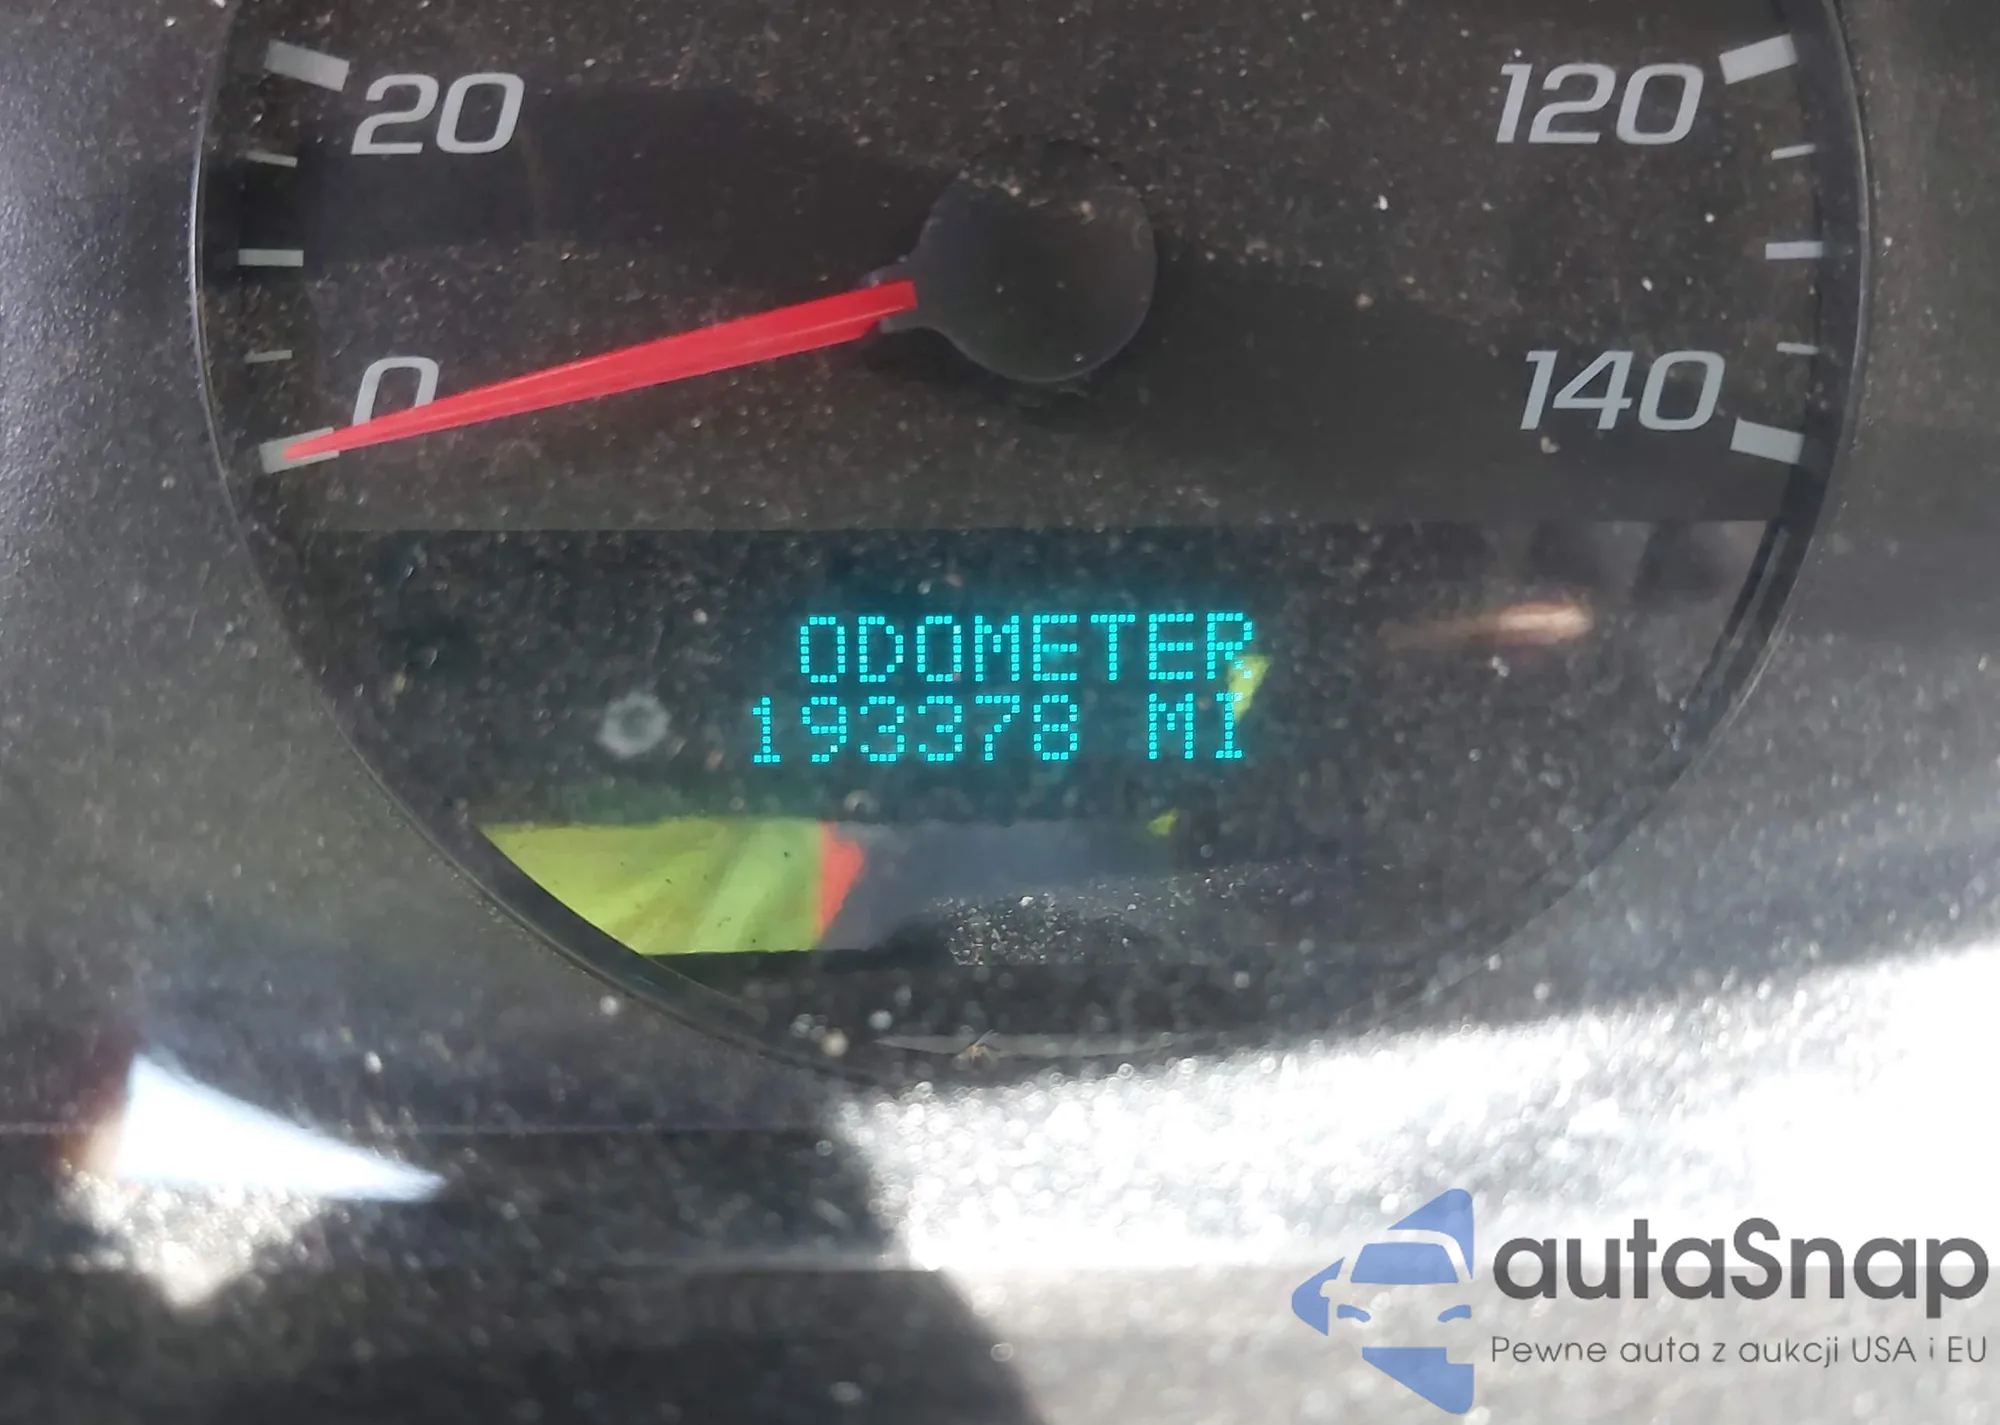 20
120
0
140
ODOMETER
193378 MI
autaSnap
Pewne auta z aukcji USA i EU